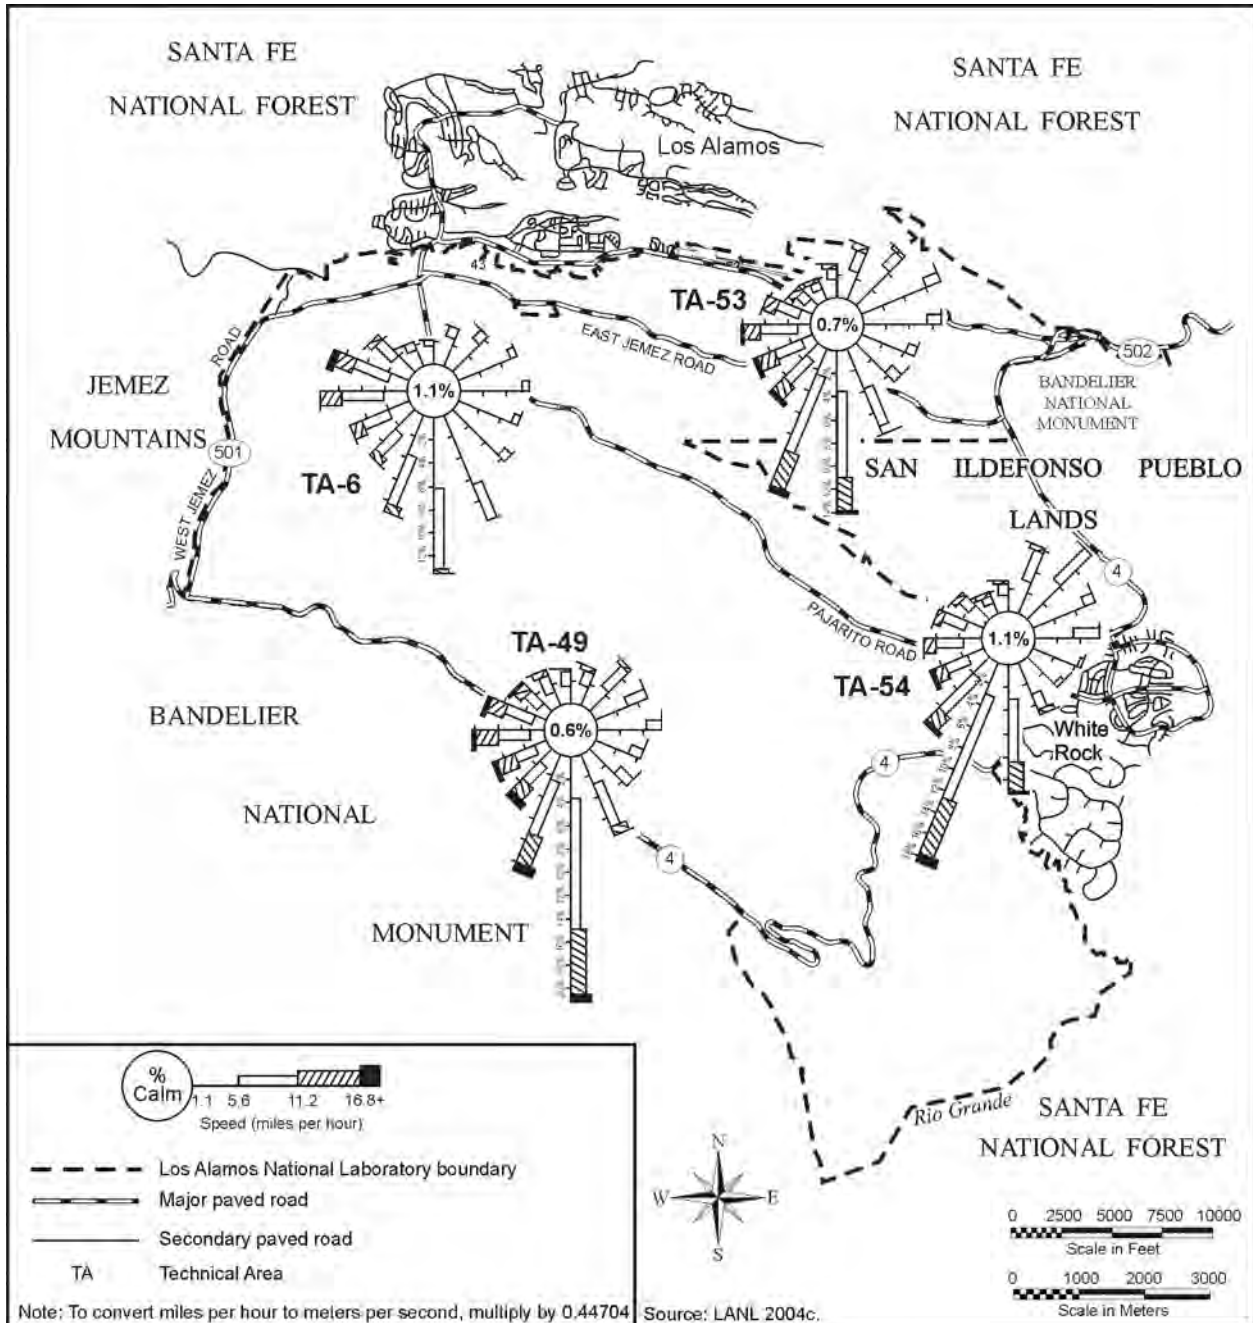 SANTA FE
NATIONAL FOREST
SANTA FE
NATIONAL FOREST
Los Alamos
43
TA-53
0.7%
EAST JEMEZ ROAD
502
ROAD
JEMEZ
MOUNTAINS
501
WEST JEMEZ
1.1%
TA-6
BANDELIER
NATIONAL
MONUMENT
SAN ILDEFONSO PUEBLO
LANDS
4
PAJARITO ROAD
1.1%
TA-54
TA-49
0.6%
White
Rock
4
BANDELIER
NATIONAL
4
MONUMENT
Rio Grande
SANTA FE
NATIONAL FOREST
%
Calm
1.1 5.6 11.2 16.8+
Speed (miles per hour)
Los Alamos National Laboratory boundary
Major paved road
Secondary paved road
TA Technical Area
Note: To convert miles per hour to meters per second, multiply by 0.44704
N
W E
S
0 2500 5000 7500 10000
Scale in Feet
0 1000 2000 3000
Scale in Meters
Source: LANL 2004c.